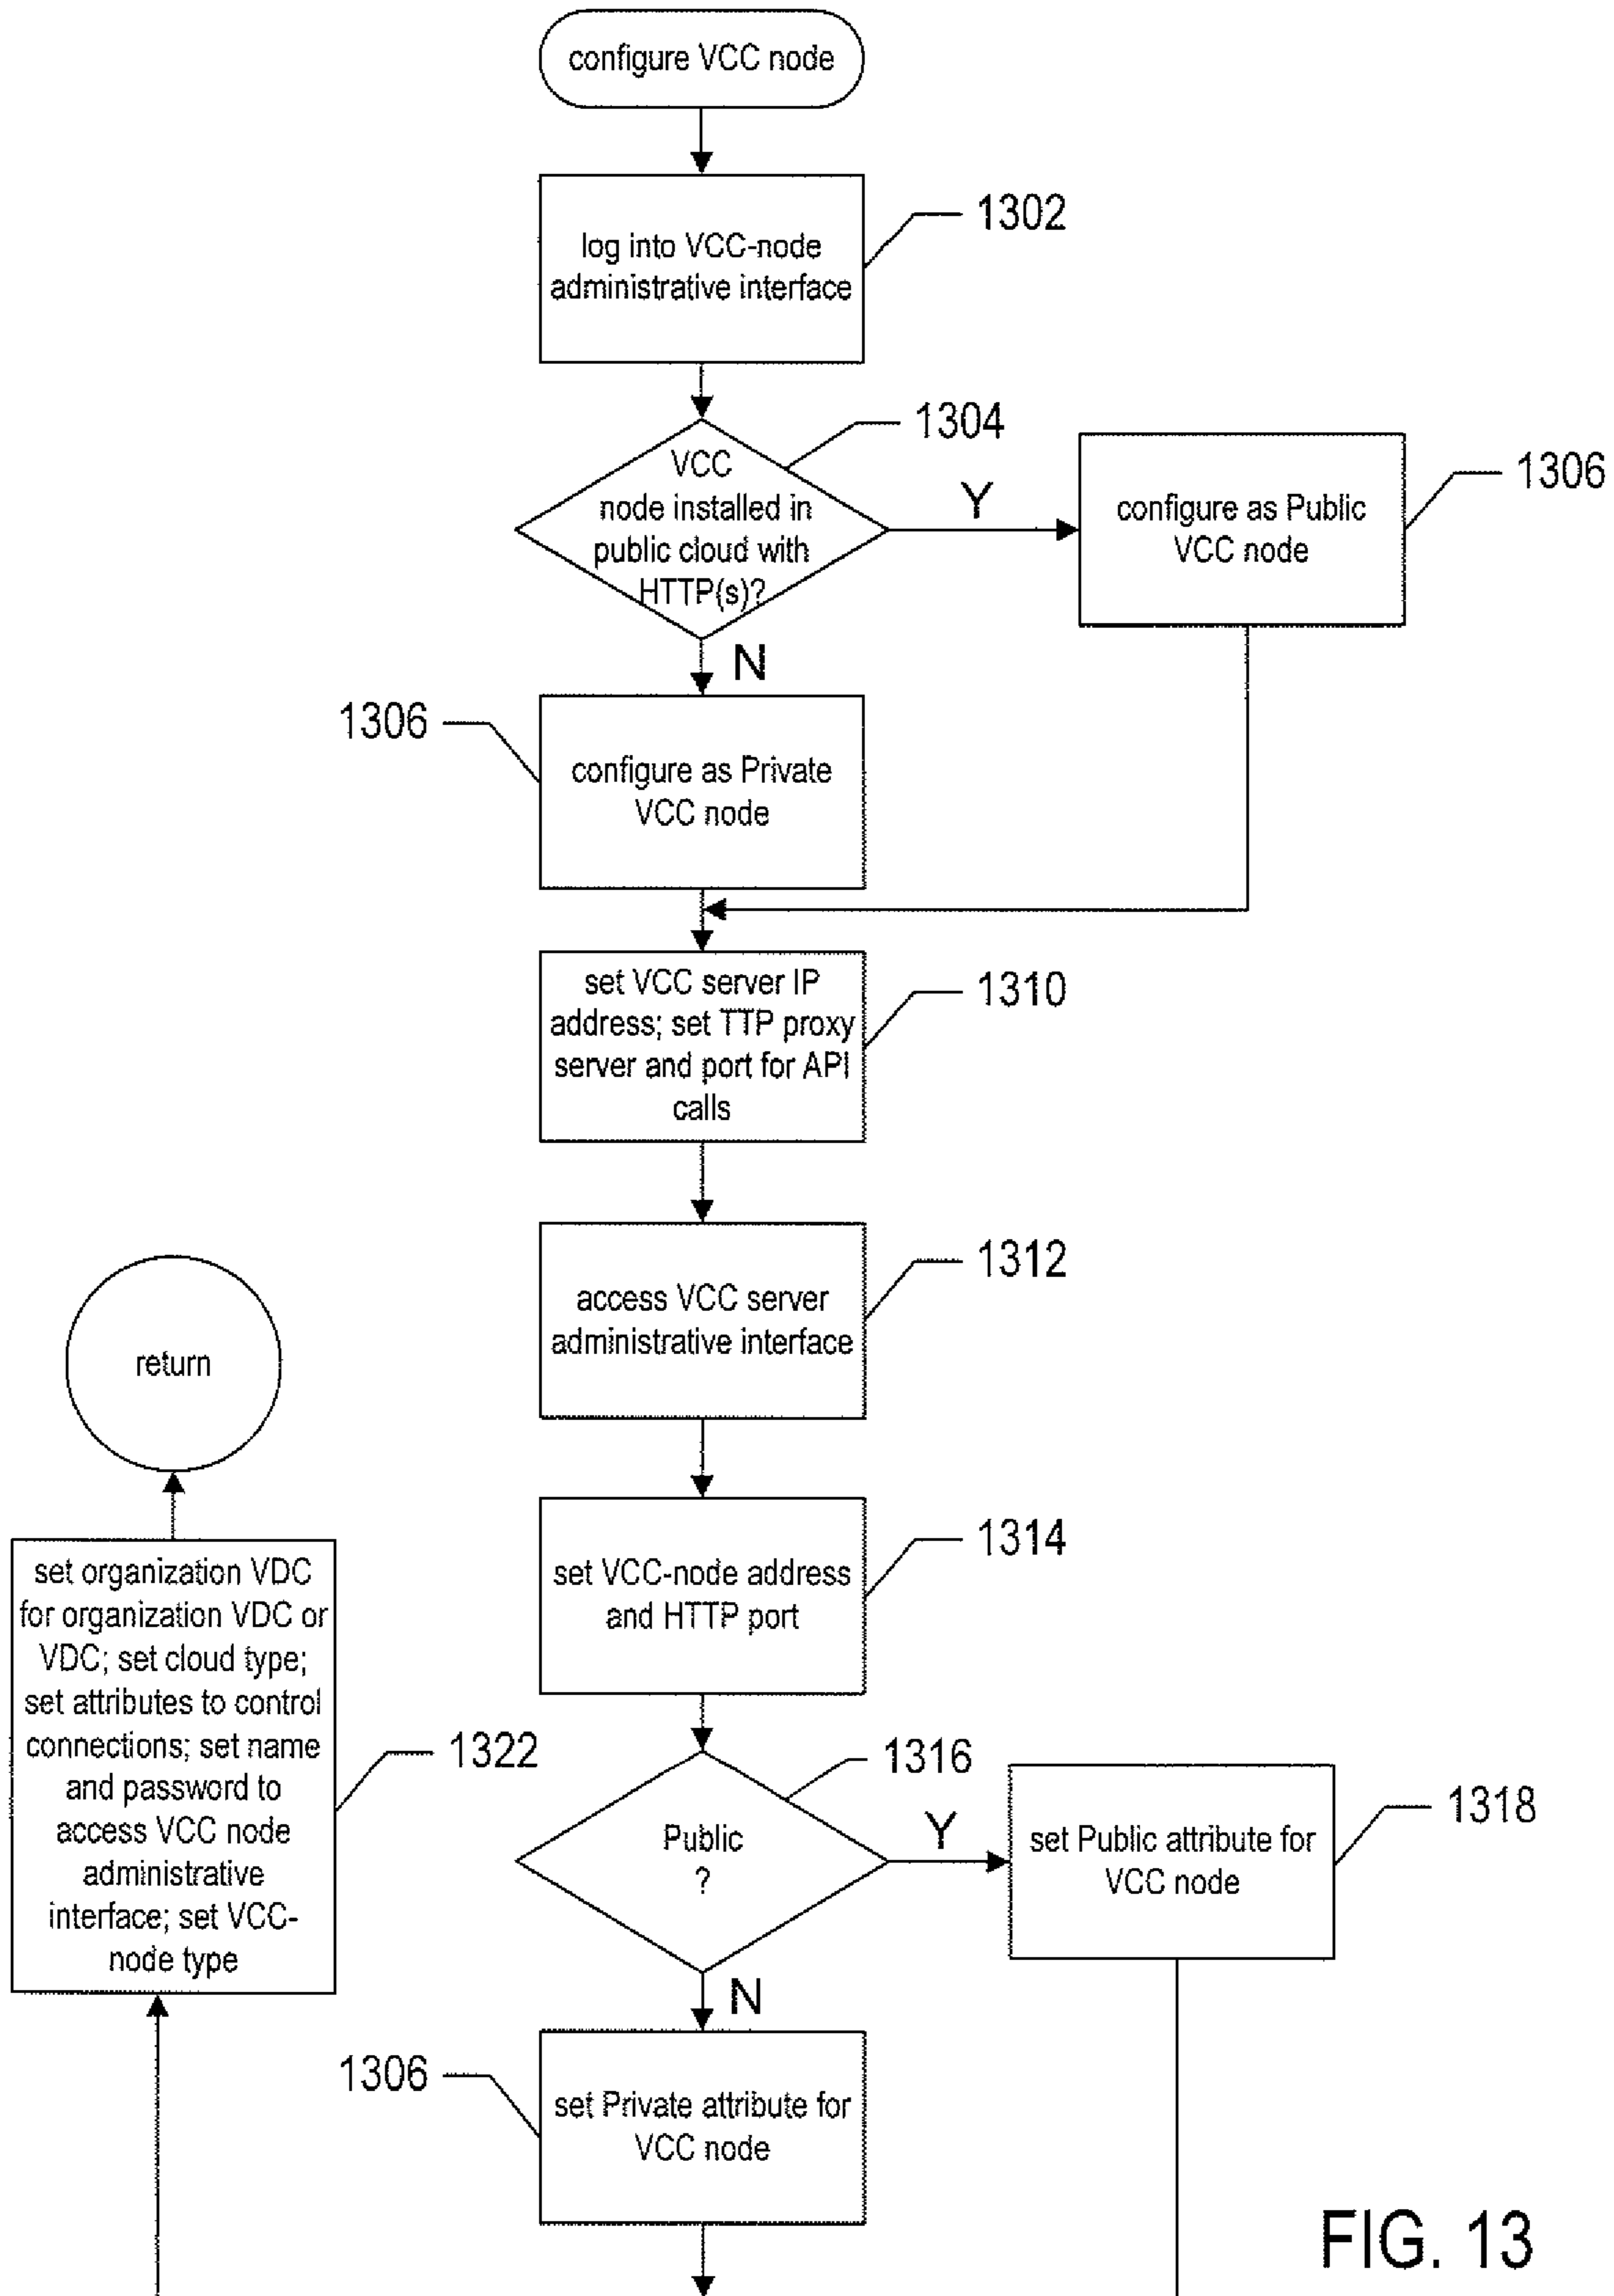 configure VCC node
log into VCC-node
administrative interface
1302
VCC
node installed in
public cloud with
HTTP(s)?
1304
Y
configure as Public
VCC node
1306
N
1306
configure as Private
VCC node
set VCC server IP
address; set TTP proxy
server and port for API
calls
1310
access VCC server
administrative interface
1312
set VCC-node address
and HTTP port
1314
Public
?
1316
Y
set Public attribute for
VCC node
1318
N
1306
set Private attribute for
VCC node
set organization VDC
for organization VDC or
VDC; set cloud type;
set attributes to control
connections; set name
and password to
access VCC node
administrative
interface; set VCC-
node type
1322
return
FIG. 13